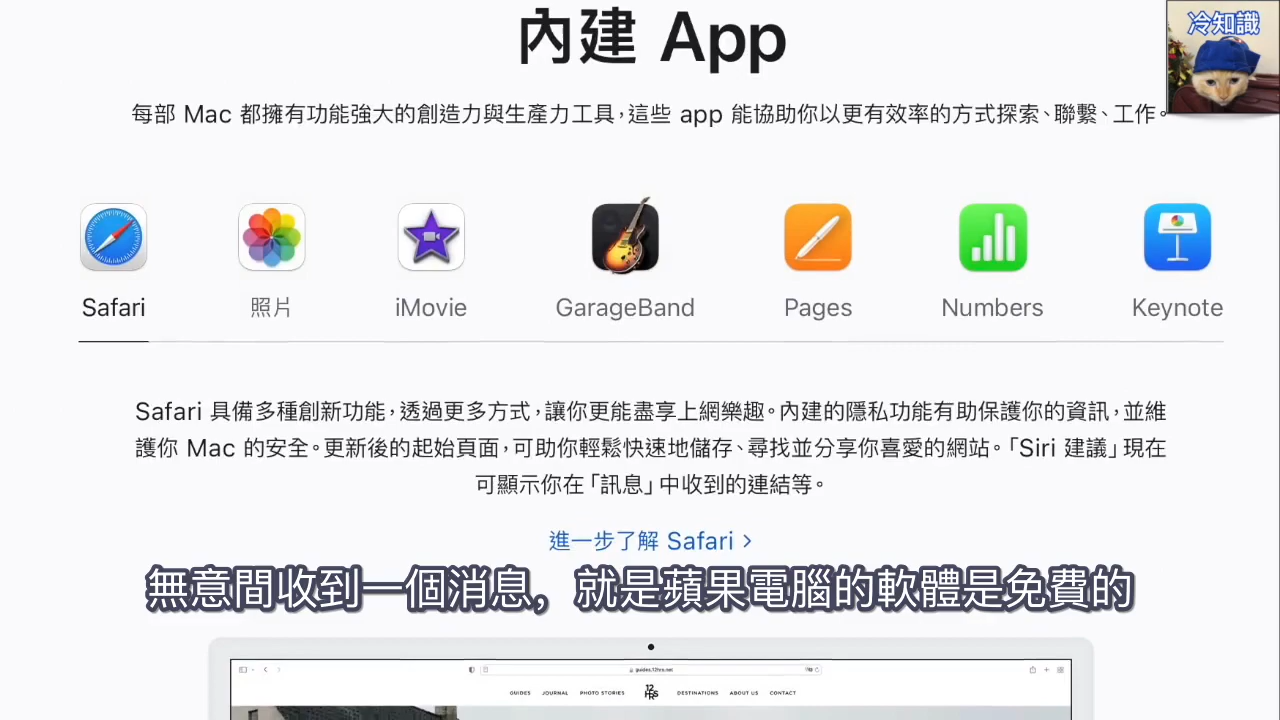 內建 App
冷知識
每部 Mac 都擁有功能強大的創造力與生產力工具，這些 app 能協助你以更有效率的方式探索、聯繫、工作。
Safari
照片
iMovie
GarageBand
Pages
Numbers
Keynote
Safari 具備多種創新功能，透過更多方式，讓你更能盡享上網樂趣。內建的隱私功能有助保護你的資訊，並維
護你 Mac 的安全。更新後的起始頁面，可助你輕鬆快速地儲存、尋找並分享你喜愛的網站。「Siri 建議」現在
可顯示你在「訊息」中收到的連結等。
進一步了解 Safari >
無意間收到一個消息，就是蘋果電腦的軟體是免費的
guides.12hrs.net
GUIDES JOURNAL PHOTO STORIES 12 HRS DESTINATIONS ABOUT US CONTACT